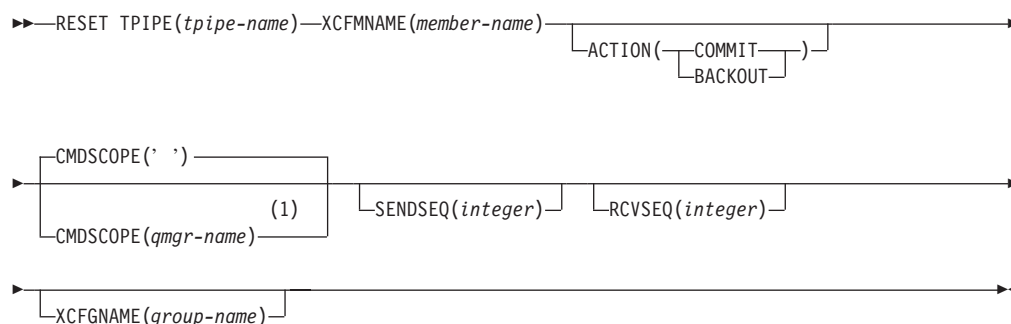 RESET TPIPE(tpipe-name) XCFMNAME(member-name)
ACTION( COMMIT )
BACKOUT
CMDSCOPE(’ ’)
(1)
CMDSCOPE(qmgr-name)
SENDSEQ(integer) RCVSEQ(integer)
XCFGNAME(group-name)